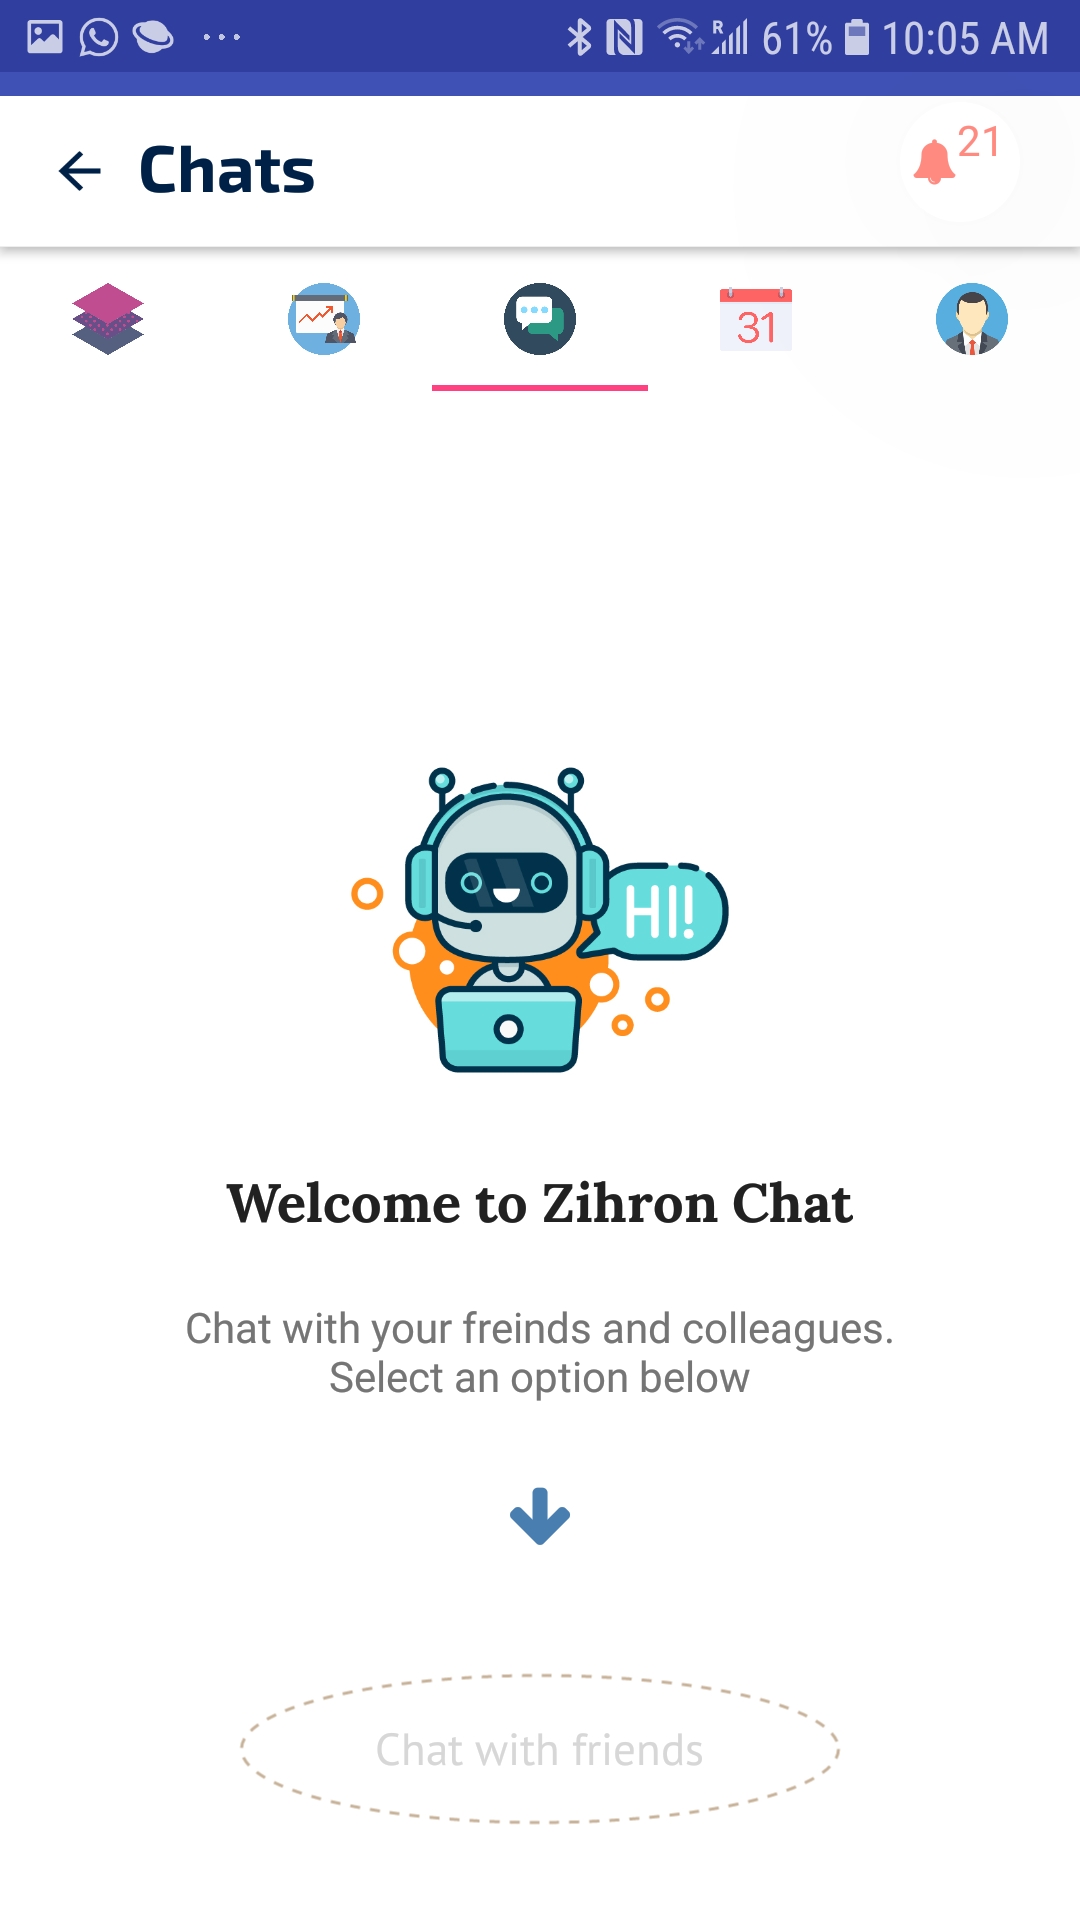 61% 10:05 AM
Chats
21
31
HI!
Welcome to Zihron Chat
Chat with your freinds and colleagues.
Select an option below
Chat with friends